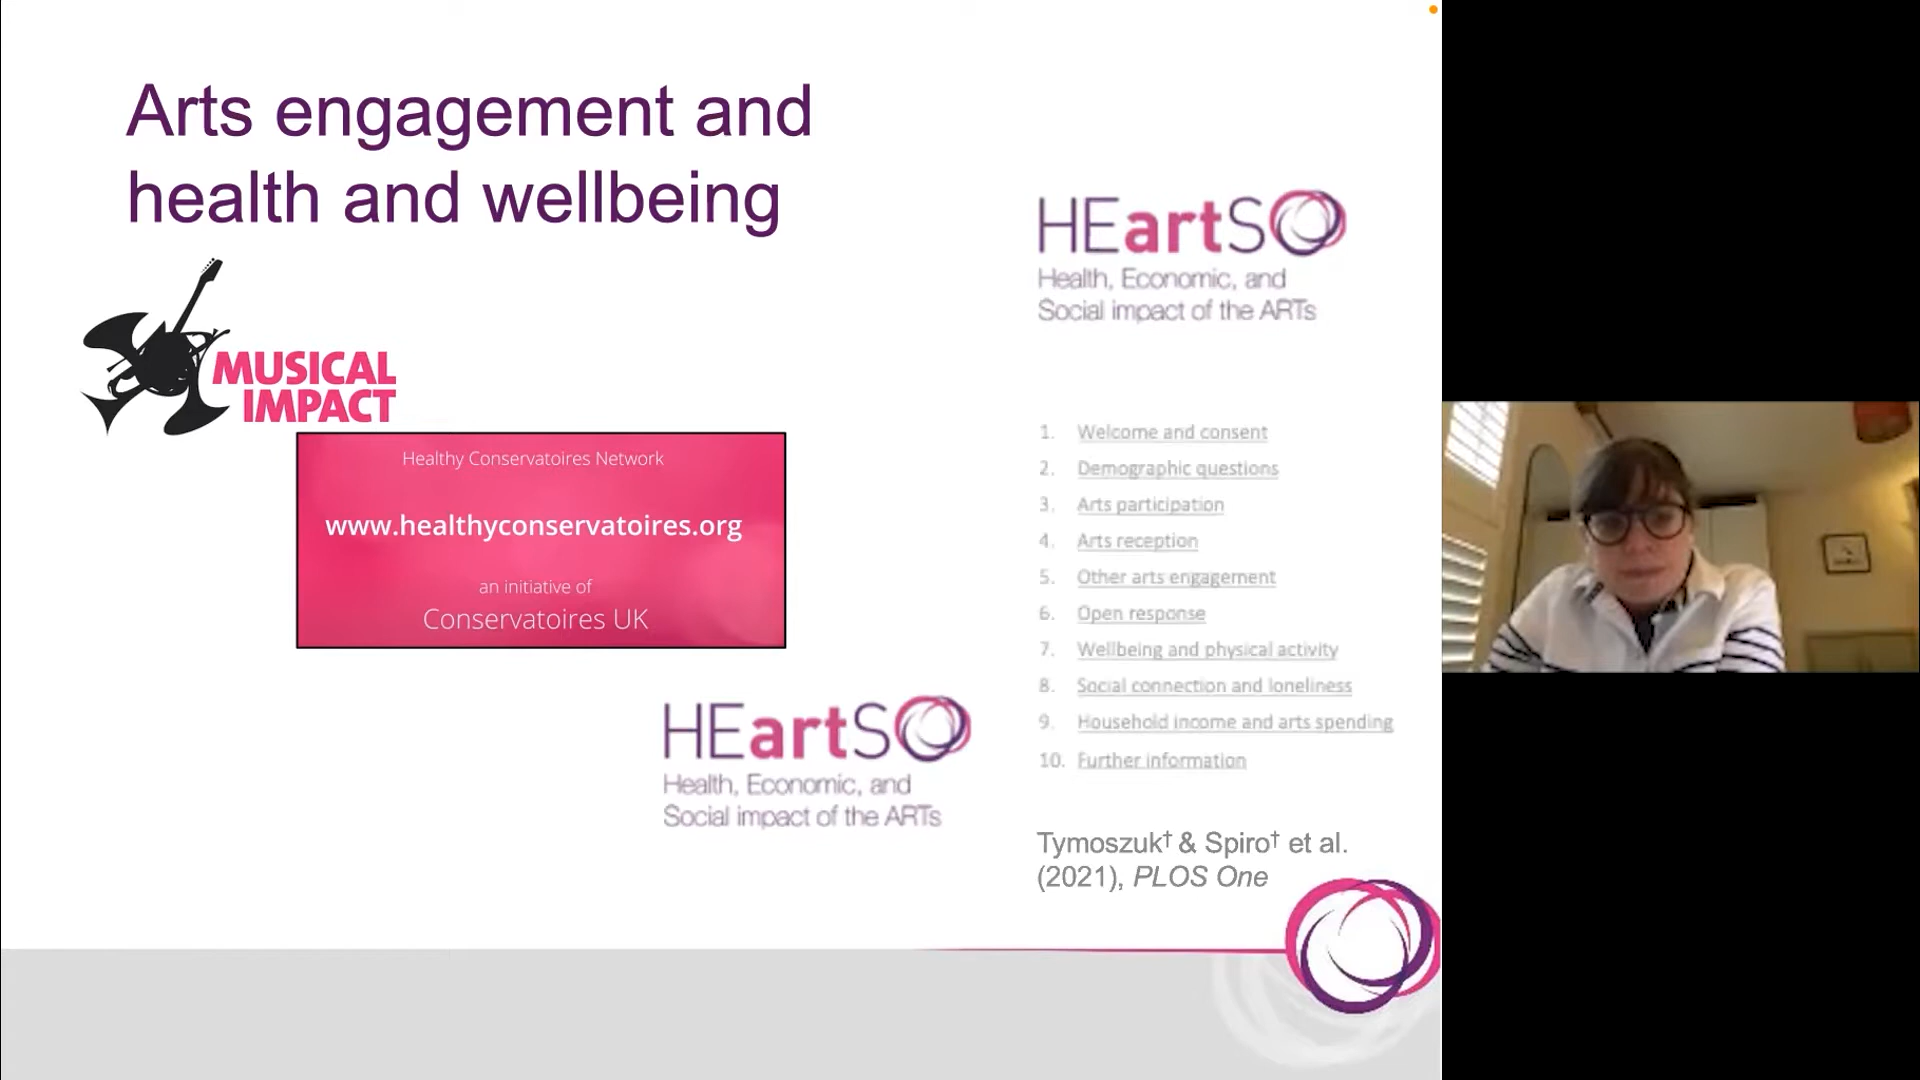 Arts engagement and
health and wellbeing
MUSICAL
IMPACT
Healthy Conservatoires Network
www.healthyconservatoires.org
an initiative of
Conservatoires UK
HEartSO
Health, Economic, and
Social impact of the ARTs
HEartSO
Health, Economic, and
Social impact of the ARTs
1. Welcome and consent
2. Demographic questions
3. Arts participation
4. Arts reception
5. Other arts engagement
6. Open response
7. Wellbeing and physical activity
8. Social connection and loneliness
9. Household income and arts spending
10. Further information
Tymoszuk† & Spiro† et al.
(2021), PLOS One